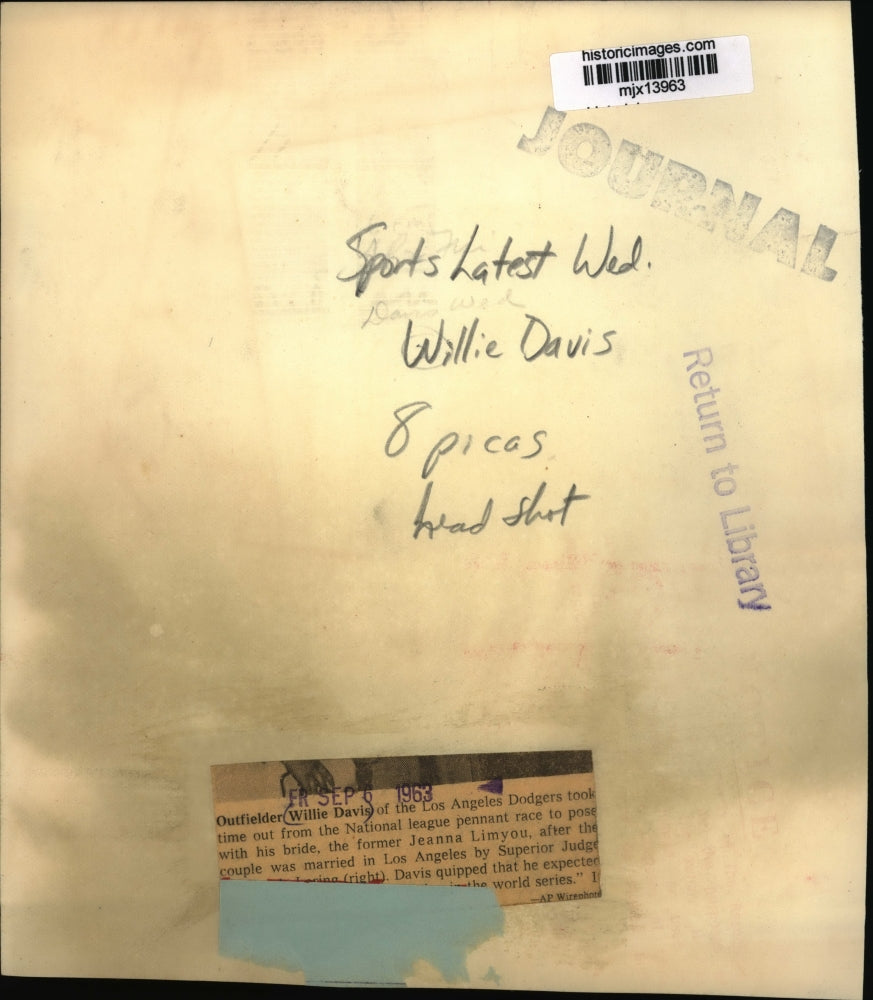 historicimages.com
mjx13963
JOURNAL
Sports Latest Wed.
Davis Wed
Willie Davis
8 picas
head shot
Return to Library
FR SEP 6 1963
Outfielder Willie Davis of the Los Angeles Dodgers took
time out from the National league pennant race to pose
with his bride, the former Jeanna Limyou, after the
couple was married in Los Angeles by Superior Judge
(right). Davis quipped that he expected
in the world series."
—AP Wirephoto